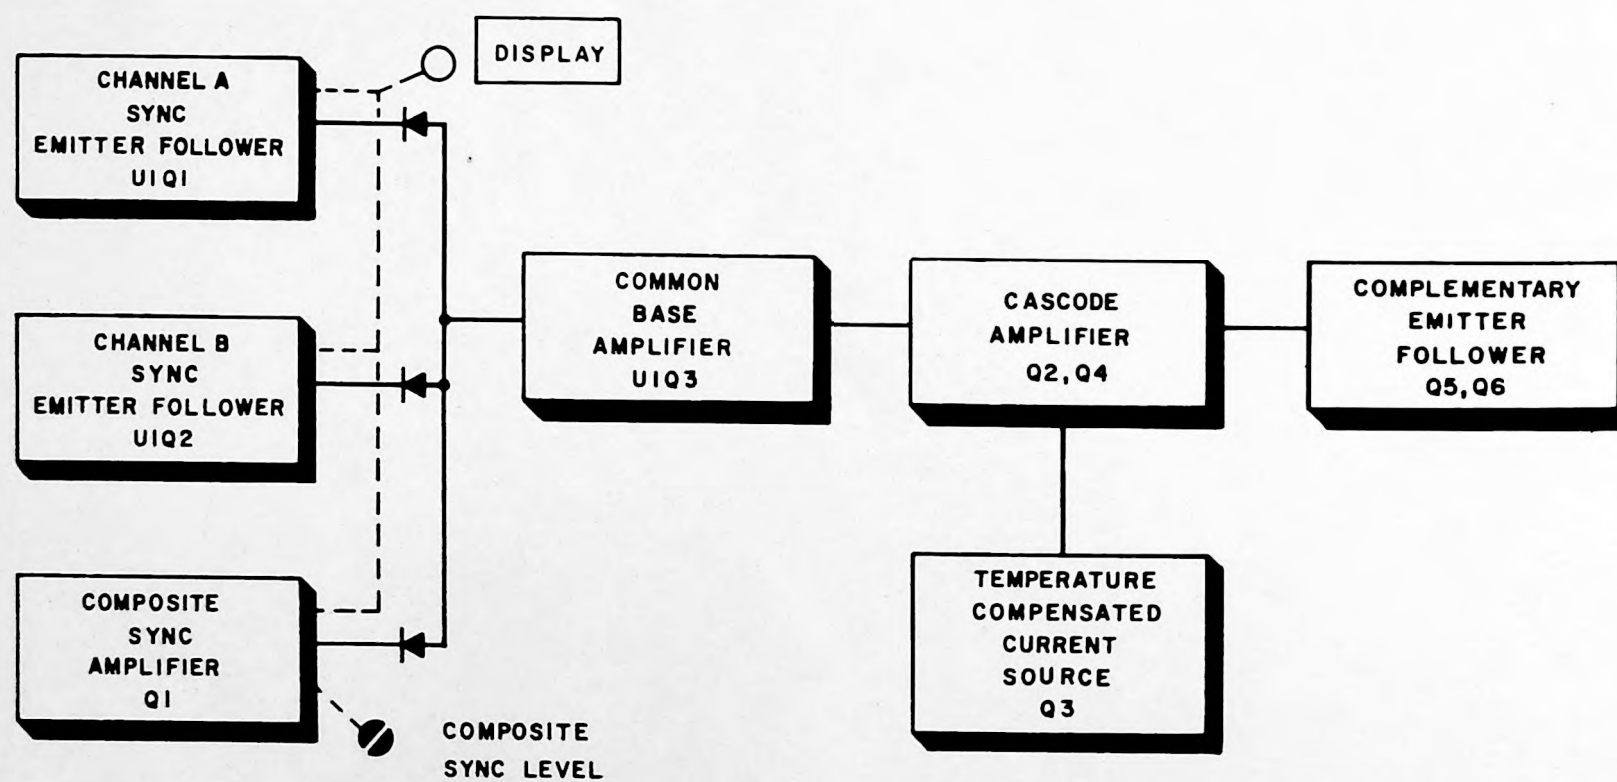 CHANNEL A
SYNC
EMITTER FOLLOWER
U1Q1
DISPLAY
CHANNEL B
SYNC
EMITTER FOLLOWER
U1Q2
COMPOSITE
SYNC
AMPLIFIER
Q1
COMPOSITE
SYNC LEVEL
COMMON
BASE
AMPLIFIER
U1Q3
CASCODE
AMPLIFIER
Q2, Q4
TEMPERATURE
COMPENSATED
CURRENT
SOURCE
Q3
COMPLEMENTARY
EMITTER
FOLLOWER
Q5, Q6